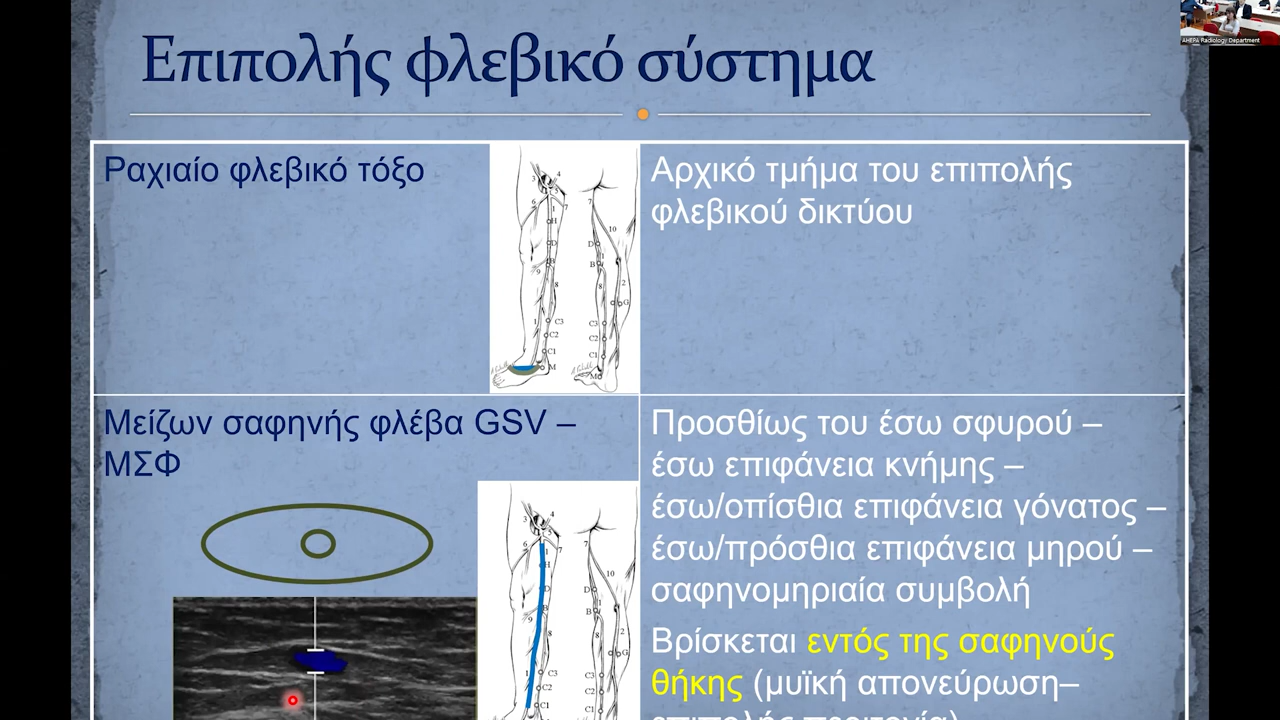 AHEPA Radiology Department
Επιπολής φλεβικό σύστημα
Ραχιαίο φλεβικό τόξο
Αρχικό τμήμα του επιπολής
φλεβικού δικτύου
Μείζων σαφηνής φλέβα GSV –
ΜΣΦ
Προσθίως του έσω σφυρού –
έσω επιφάνεια κνήμης –
έσω/οπίσθια επιφάνεια γόνατος –
έσω/πρόσθια επιφάνεια μηρού –
σαφηνομηριαία συμβολή
Βρίσκεται εντός της σαφηνούς
θήκης (μυϊκή απονεύρωση–
επιπολής περιτονία)